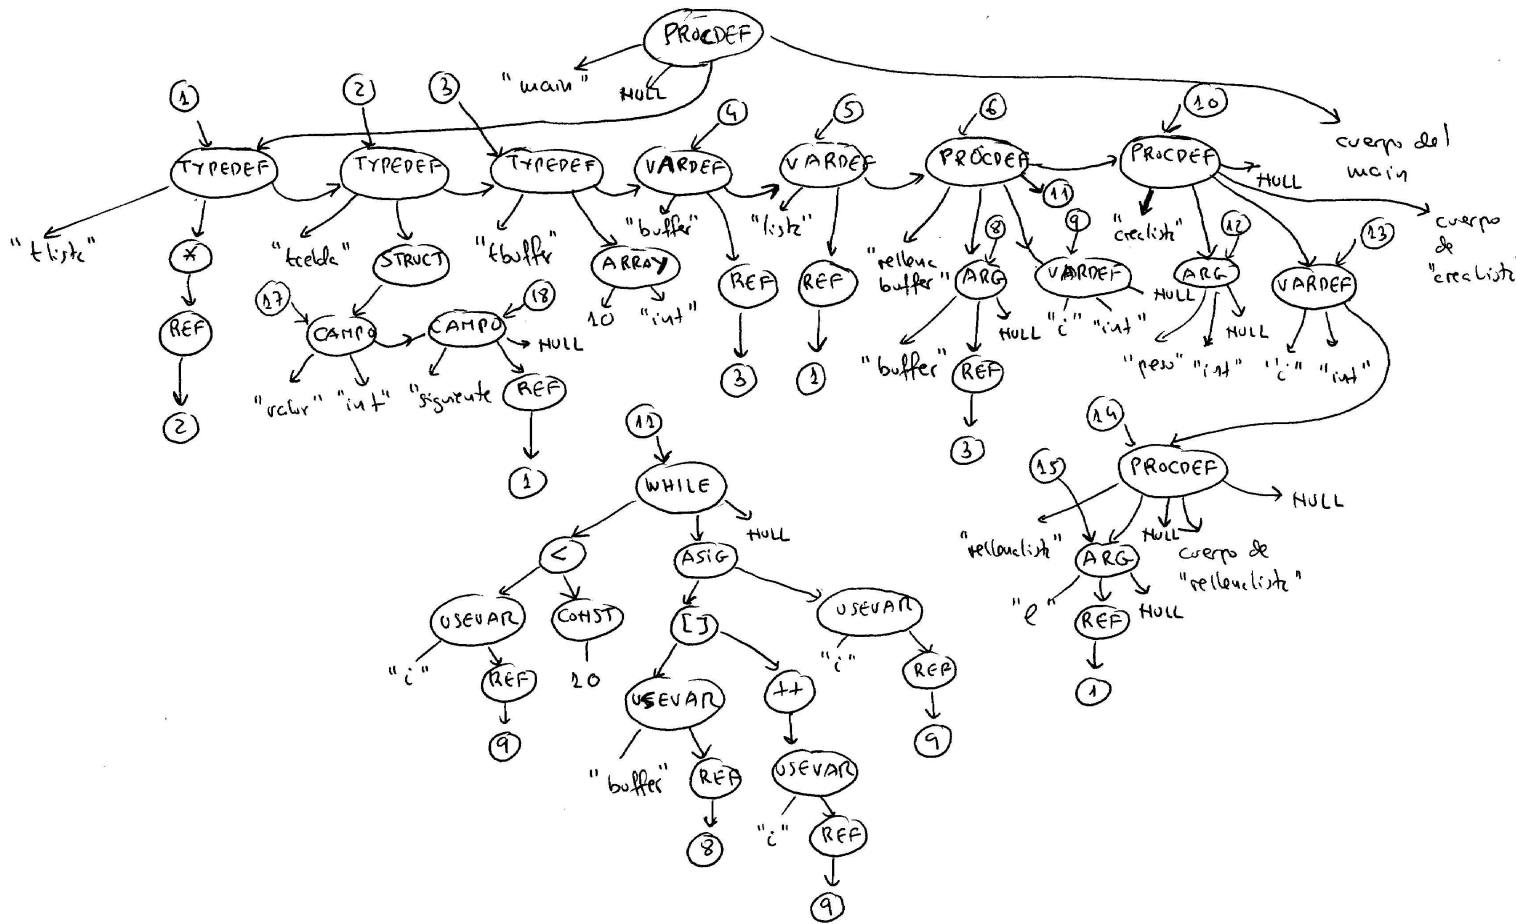 PROCDEF
"main"
NULL
1
2
3
4
5
6
10
TYPEDEF
TYPEDEF
TYPEDEF
VARDEF
VARDEF
PROCDEF
PROCDEF
NULL
cuerpo del
main
"tlista"
*
"tcelda"
STRUCT
"tbuffer"
ARRAY
"buffer"
"lista"
"rellena
buffer"
8
ARG
11
9
VARDEF
"crealista"
12
ARG
13
VARDEF
cuerpo
de
"crealista"
REF
17
CAMPO
CAMPO
18
NULL
10
"int"
REF
REF
NULL
"i"
"int"
NULL
NULL
2
"valor"
"int"
"siguiente
REF
3
1
"buffer"
REF
"peso"
"int"
"i"
"int"
1
3
11
WHILE
NULL
14
15
PROCDEF
NULL
<
ASIG
"rellenalista"
ARG
NULL
cuerpo de
"rellenalista"
USEVAR
CONST
[]
USEVAR
"l"
REF
NULL
"i"
REF
10
USEVAR
++
"i"
REF
1
9
"buffer"
REF
USEVAR
9
8
"i"
REF
9